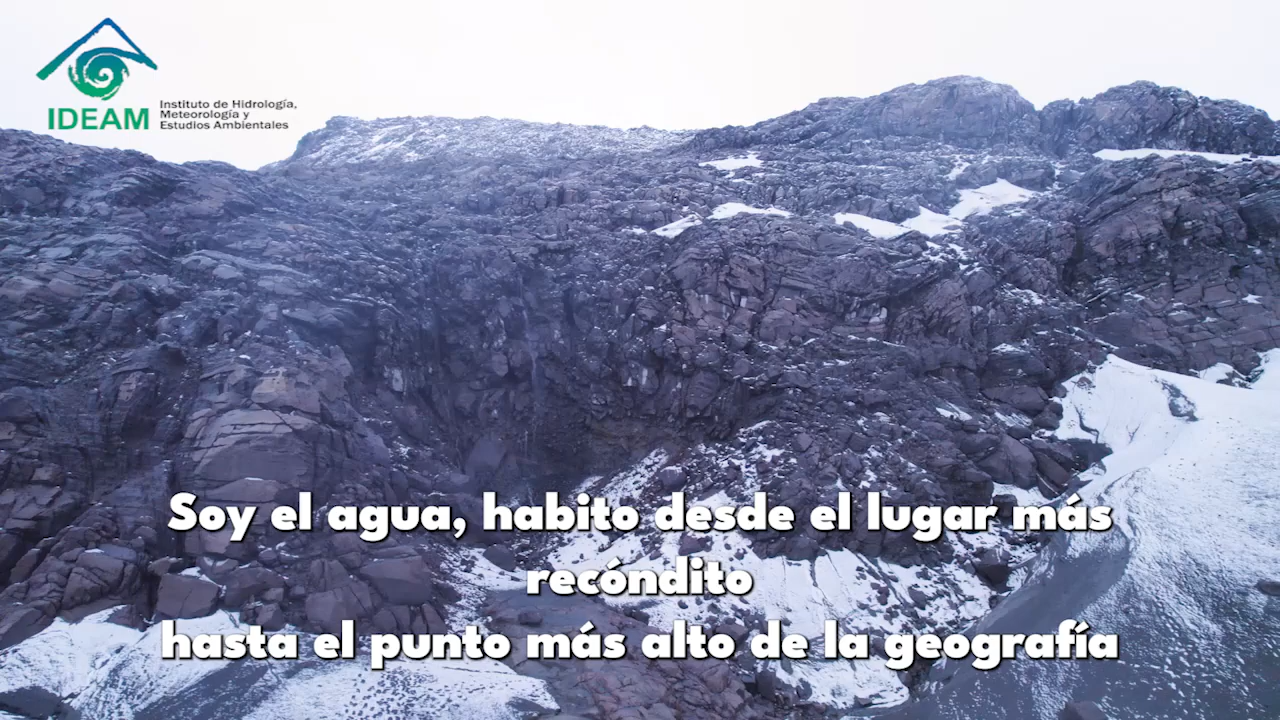 IDEAM
Instituto de Hidrología,
Meteorología y
Estudios Ambientales
Soy el agua, habito desde el lugar más
recóndito
hasta el punto más alto de la geografía